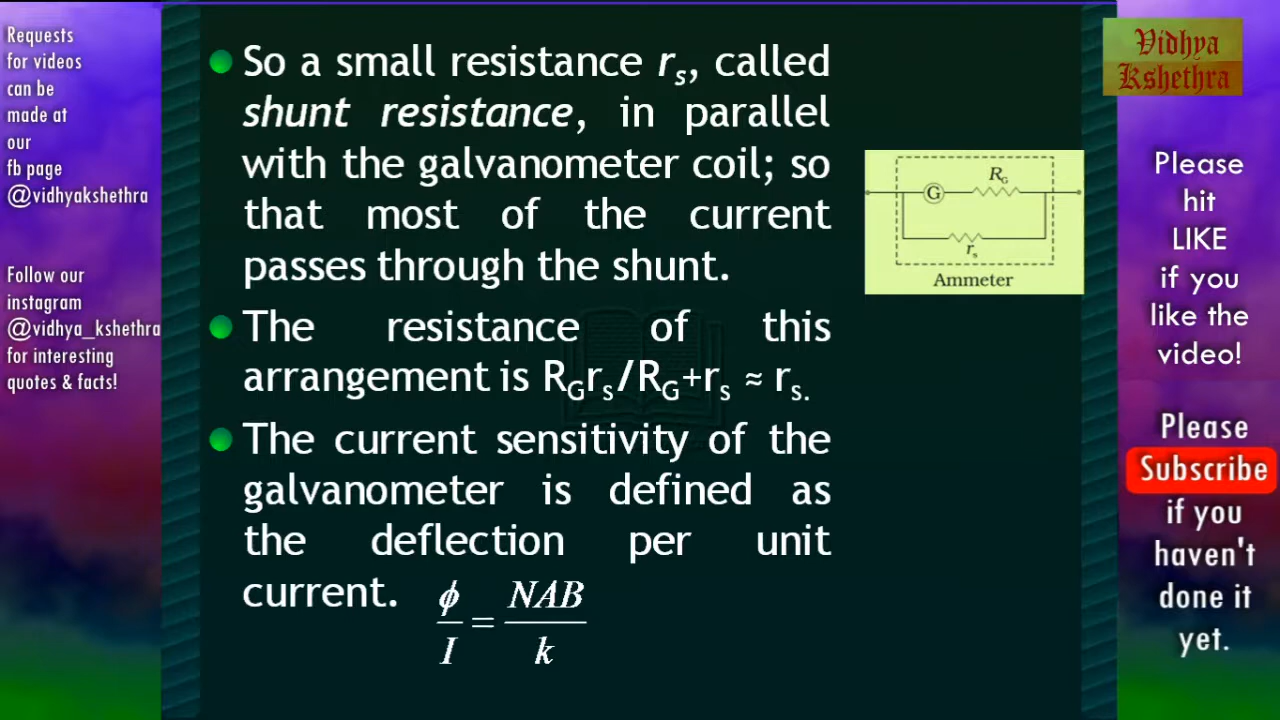 Requests
for videos
can be
made at
our
fb page
@vidhyakshethra
Follow our
instagram
@vidhya_kshethra
for interesting
quotes & facts!
So a small resistance rₛ, called
shunt resistance, in parallel
with the galvanometer coil; so
that most of the current
passes through the shunt.
The resistance of this
arrangement is R_Grₛ/R_G+rₛ ≈ rₛ.
The current sensitivity of the
galvanometer is defined as
the deflection per unit
current. ϕ/I = NAB/k
G
R_G
rₛ
Ammeter
Vidhya
Kshethra
Please
hit
LIKE
if you
like the
video!
Please
Subscribe
if you
haven't
done it
yet.